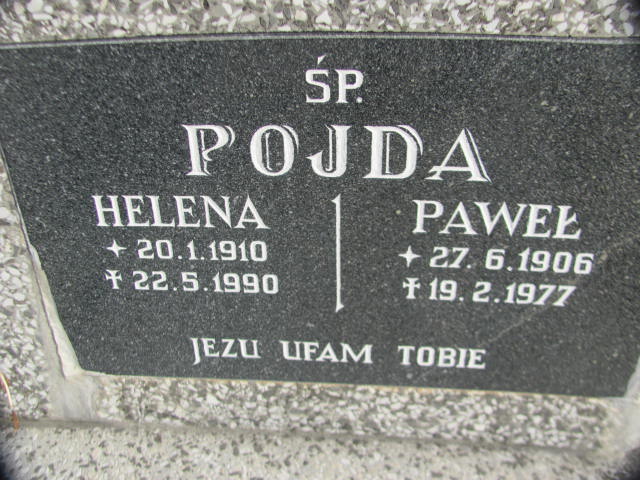 ŚP.
POJDA
HELENA
20.1.1910
22.5.1990
PAWEŁ
27.6.1906
19.2.1977
JEZU UFAM TOBIE